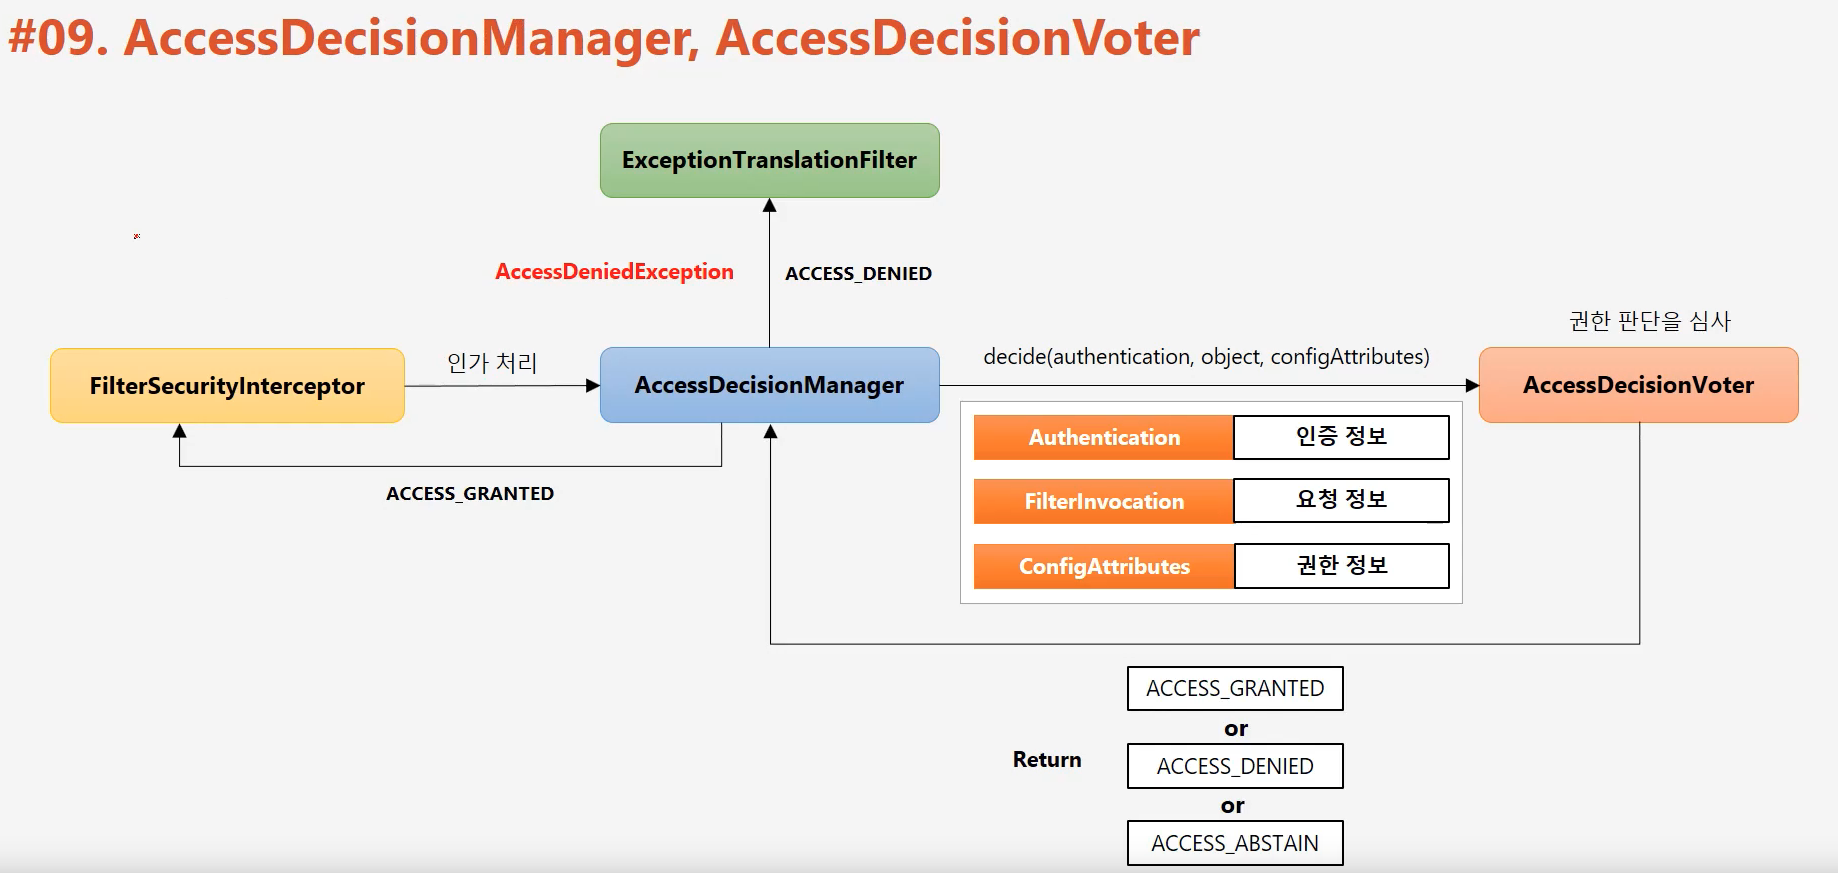 #09. AccessDecisionManager, AccessDecisionVoter
ExceptionTranslationFilter
AccessDeniedException
ACCESS_DENIED
권한 판단을 심사
FilterSecurityInterceptor
인가 처리
AccessDecisionManager
decide(authentication, object, configAttributes)
AccessDecisionVoter
Authentication
인증 정보
FilterInvocation
요청 정보
ConfigAttributes
권한 정보
ACCESS_GRANTED
Return
ACCESS_GRANTED
or
ACCESS_DENIED
or
ACCESS_ABSTAIN